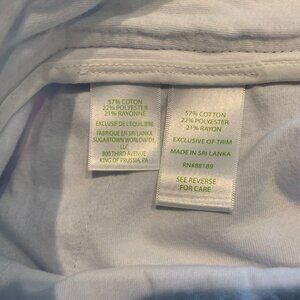 57% COTON
22% POLYESTER
21% RAYONNE
EXCLUSIF DE L'EQUILIBRE
FABRIQUE EN SRI LANKA
SUGARTOWN WORLDWIDE,
LLC
800 THIRD AVENUE
KING OF PRUSSIA, PA
57% COTTON
22% POLYESTER
21% RAYON
EXCLUSIVE OF TRIM
MADE IN SRI LANKA
RN#88189
SEE REVERSE
FOR CARE